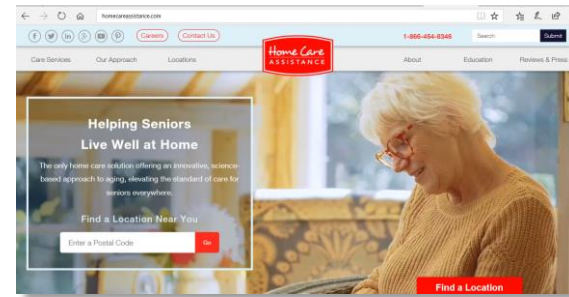 homecareassistance.com
Careers
Contact Us
1-866-454-8346
Search
Submit
Care Services
Our Approach
Locations
Home Care
ASSISTANCE
About
Education
Reviews & Press
Helping Seniors
Live Well at Home
The only home care solution offering an innovative, science-
based approach to aging, elevating the standard of care for
seniors everywhere.
Find a Location Near You
Enter a Postal Code
Go
Find a Location